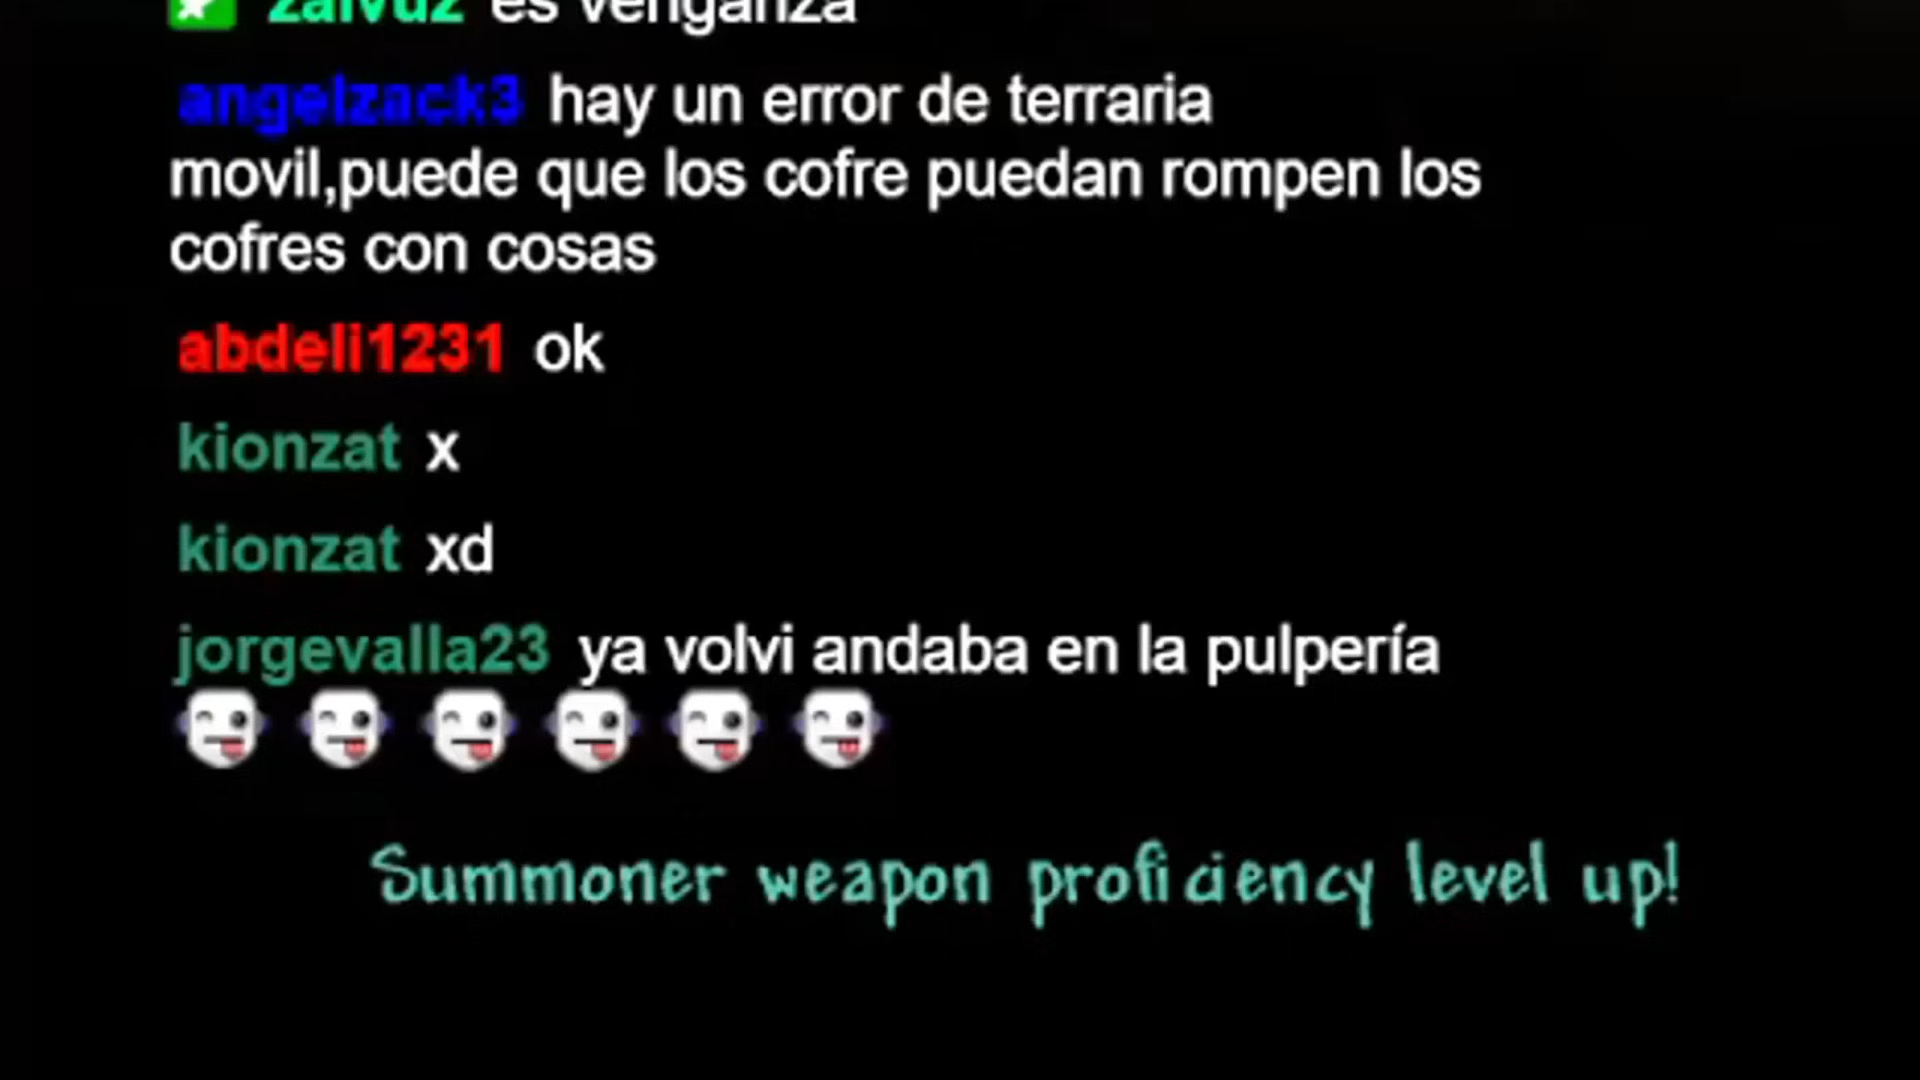 zaivuz es venganza
angelzack3 hay un error de terraria
movil,puede que los cofre puedan rompen los
cofres con cosas
abdeli1231 ok
kionzat x
kionzat xd
jorgevalla23 ya volvi andaba en la pulpería
Summoner weapon proficiency level up!